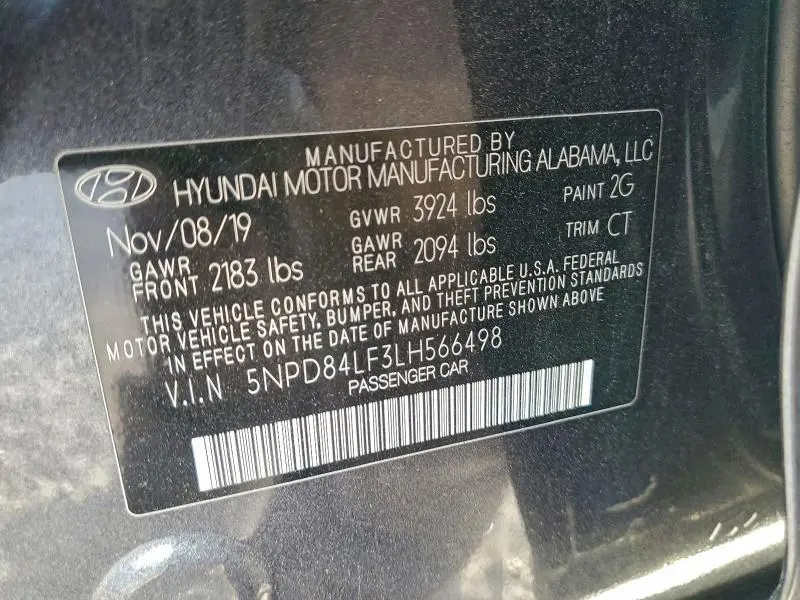 MANUFACTURED BY
HYUNDAI MOTOR MANUFACTURING ALABAMA, LLC
Nov/08/19 GVWR 3924 lbs PAINT 2G
GAWR FRONT 2183 lbs GAWR REAR 2094 lbs TRIM CT
THIS VEHICLE CONFORMS TO ALL APPLICABLE U.S.A. FEDERAL
MOTOR VEHICLE SAFETY, BUMPER, AND THEFT PREVENTION STANDARDS
IN EFFECT ON THE DATE OF MANUFACTURE SHOWN ABOVE
V.I.N 5NPD84LF3LH566498
PASSENGER CAR